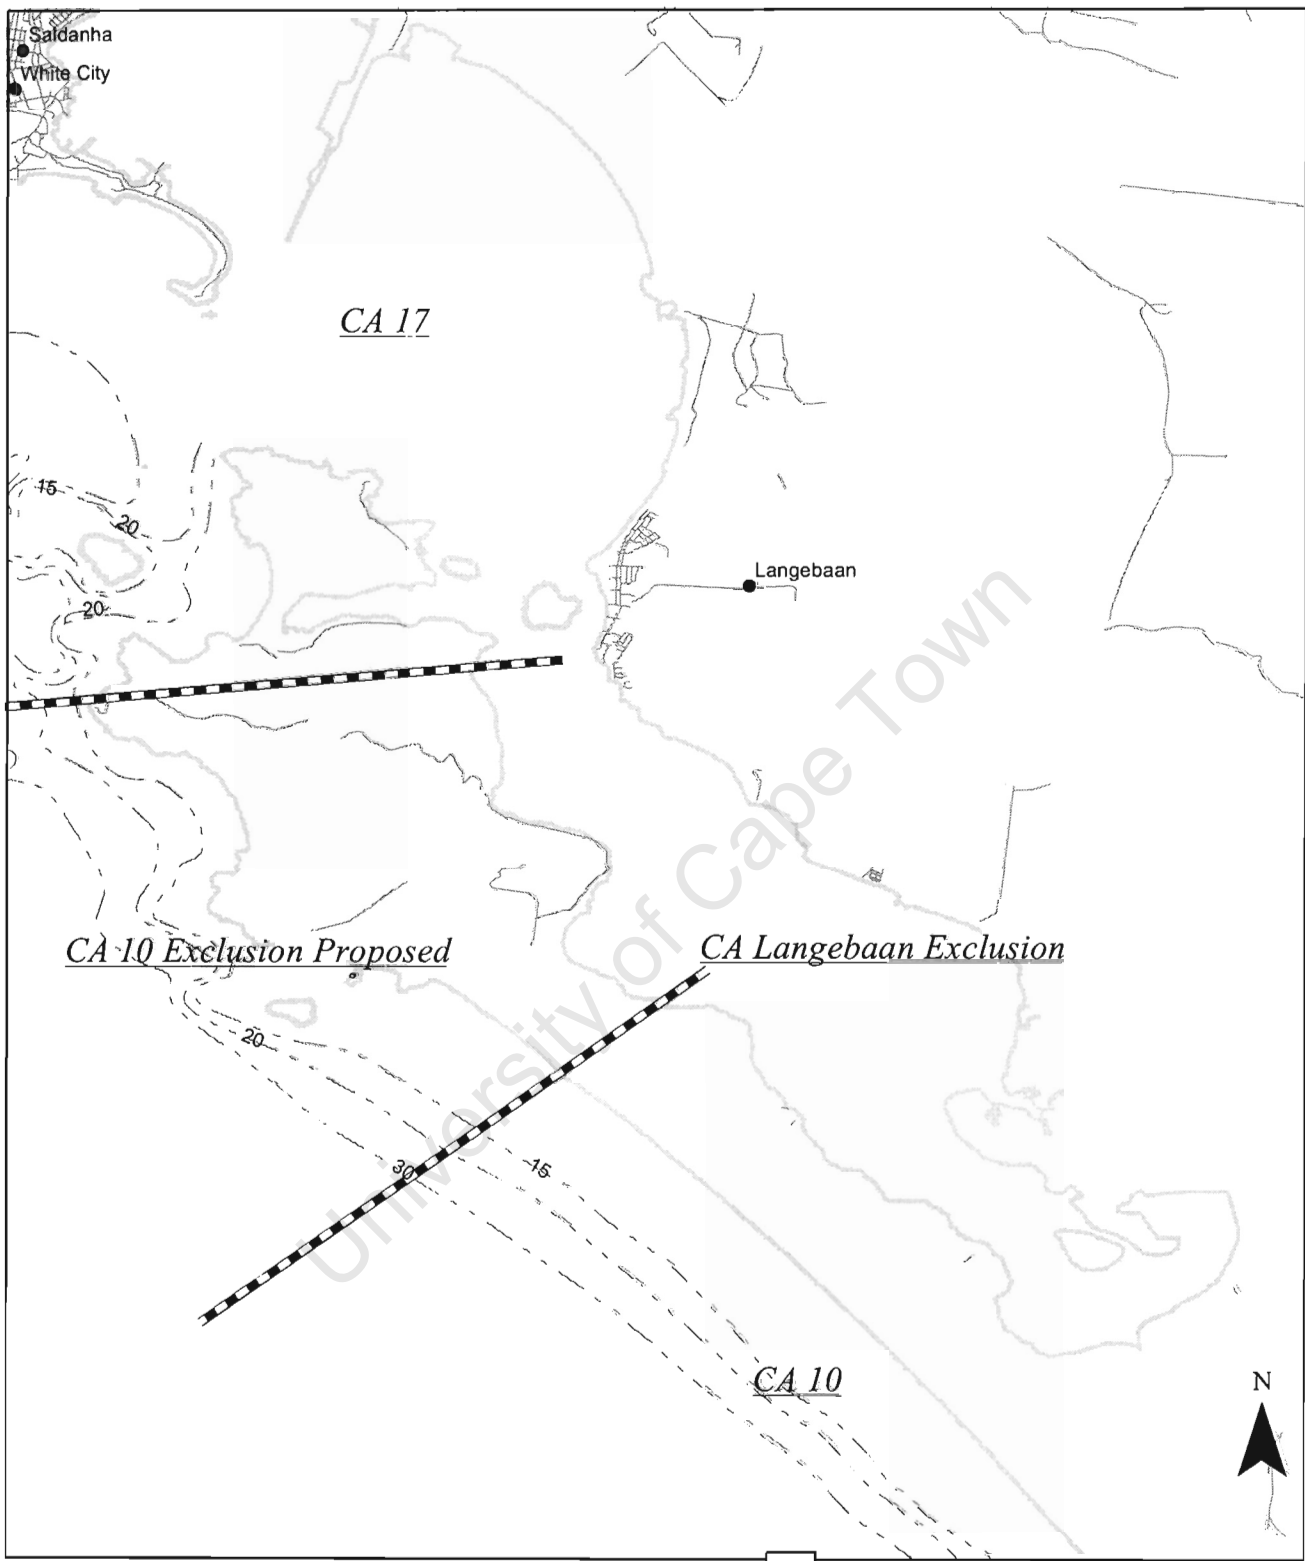 Saldanha
White City
CA 17
15
20
Langebaan
20
CA 10 Exclusion Proposed
CA Langebaan Exclusion
20
30
15
CA 10
N
University of Cape Town